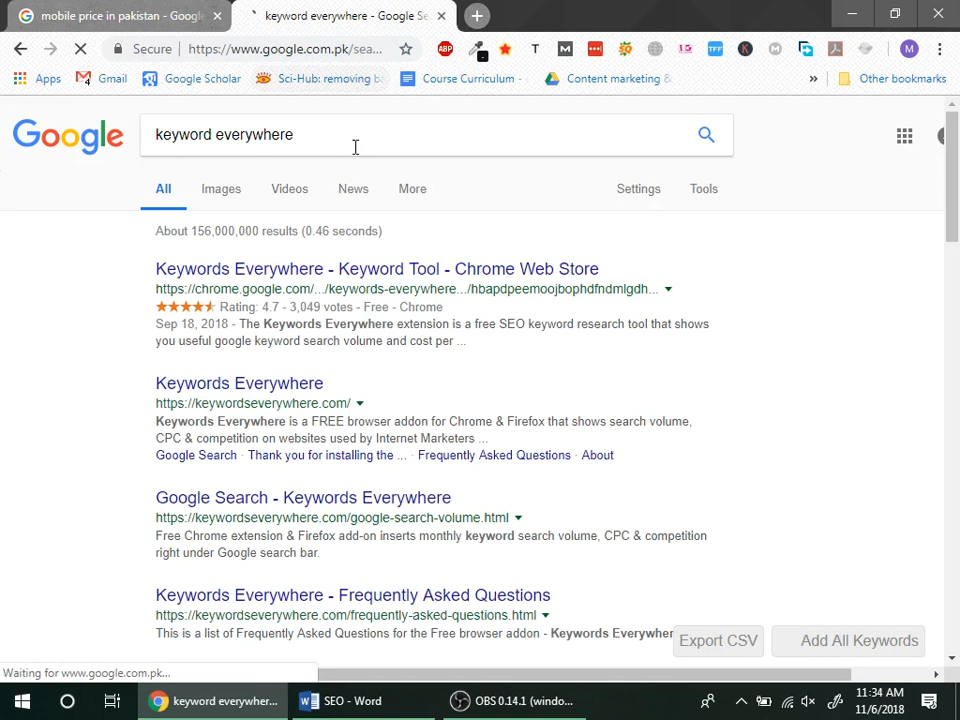 mobile price in pakistan - Googl
keyword everywhere - Google Se
Secure
https://www.google.com.pk/sea...
ABP
T
M
TFF
K
M
M
Apps
Gmail
Google Scholar
Sci-Hub: removing ba
Course Curriculum -
Content marketing &
»
Other bookmarks
Google
keyword everywhere
All
Images
Videos
News
More
Settings
Tools
About 156,000,000 results (0.46 seconds)
Keywords Everywhere - Keyword Tool - Chrome Web Store
https://chrome.google.com/.../keywords-everywhere.../hbapdpeemoojbophdfndmlgdh...
Rating: 4.7 - 3,049 votes - Free - Chrome
Sep 18, 2018 - The Keywords Everywhere extension is a free SEO keyword research tool that shows
you useful google keyword search volume and cost per ...
Keywords Everywhere
https://keywordseverywhere.com/
Keywords Everywhere is a FREE browser addon for Chrome & Firefox that shows search volume,
CPC & competition on websites used by Internet Marketers ...
Google Search · Thank you for installing the ... · Frequently Asked Questions · About
Google Search - Keywords Everywhere
https://keywordseverywhere.com/google-search-volume.html
Free Chrome extension & Firefox add-on inserts monthly keyword search volume, CPC & competition
right under Google search bar.
Keywords Everywhere - Frequently Asked Questions
https://keywordseverywhere.com/frequently-asked-questions.html
This is a list of Frequently Asked Questions for the Free browser addon - Keywords Everywher
Export CSV
Add All Keywords
Waiting for www.google.com.pk...
keyword everywher...
SEO - Word
OBS 0.14.1 (windo...
11:34 AM
11/6/2018